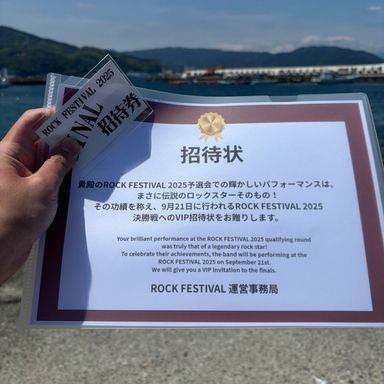 ROCK FESTIVAL 2025
FINAL
招待券
招待状
貴殿のROCK FESTIVAL 2025予選会での輝かしいパフォーマンスは、
まさに伝説のロックスターそのもの！
その功績を称え、9月21日に行われるROCK FESTIVAL 2025
決勝戦へのVIP招待状をお贈りします。
Your brilliant performance at the ROCK FESTIVAL 2025 qualifying round
was truly that of a legendary rock star!
To celebrate their achievements, the band will be performing at the
ROCK FESTIVAL 2025 on September 21st.
We will give you a VIP invitation to the finals.
ROCK FESTIVAL 運営事務局